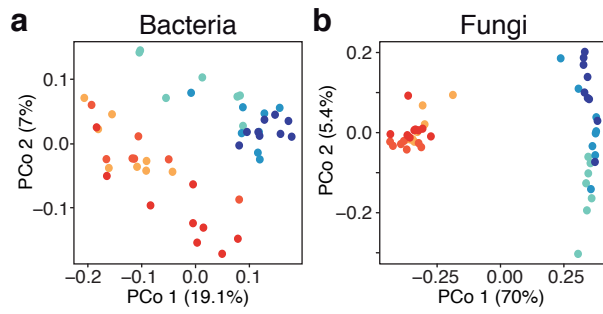 a Bacteria
PCo 2 (7%)
0.1
0.0
−0.1
−0.2 −0.1 0.0 0.1
PCo 1 (19.1%)
b Fungi
PCo 2 (5.4%)
0.2
0.0
−0.2
−0.25 0.00 0.25
PCo 1 (70%)